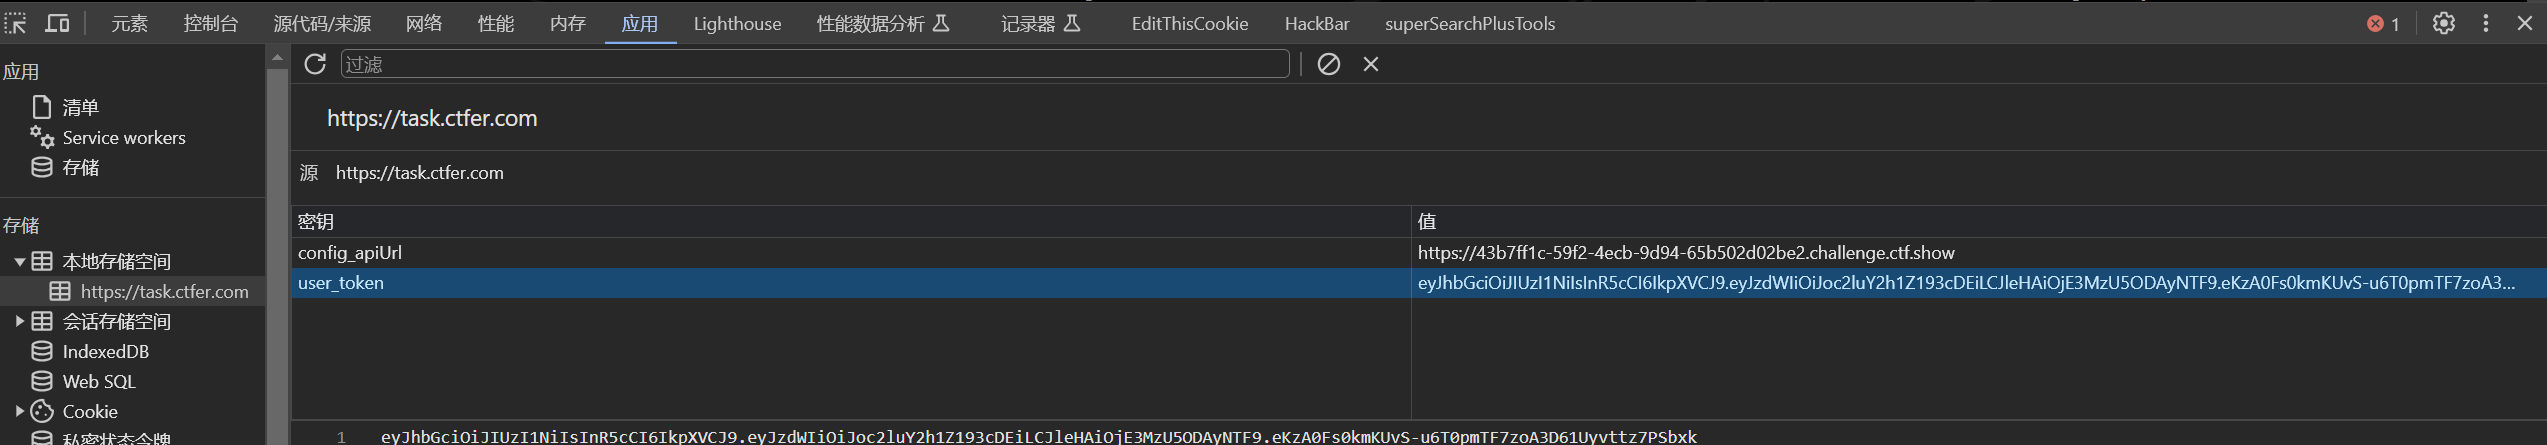 元素 控制台 源代码/来源 网络 性能 内存 应用 Lighthouse 性能数据分析 记录器 EditThisCookie HackBar superSearchPlusTools 1
应用
过滤
清单
https://task.ctfer.com
Service workers
存储
源 https://task.ctfer.com
存储
密钥 值
本地存储空间
config_apiUrl https://43b7ff1c-59f2-4ecb-9d94-65b502d02be2.challenge.ctf.show
https://task.ctfer.com
user_token eyJhbGciOiJIUzI1NiIsInR5cCI6IkpXVCJ9.eyJzdWIiOiJoc2luY2h1Z193cDEiLCJleHAiOjE3MzU5ODAyNTF9.eKzA0Fs0kmKUvS-u6T0pmTF7zoA3...
会话存储空间
IndexedDB
Web SQL
Cookie
私密状态令牌
1 eyJhbGciOiJIUzI1NiIsInR5cCI6IkpXVCJ9.eyJzdWIiOiJoc2luY2h1Z193cDEiLCJleHAiOjE3MzU5ODAyNTF9.eKzA0Fs0kmKUvS-u6T0pmTF7zoA3D61Uyvttz7PSbxk